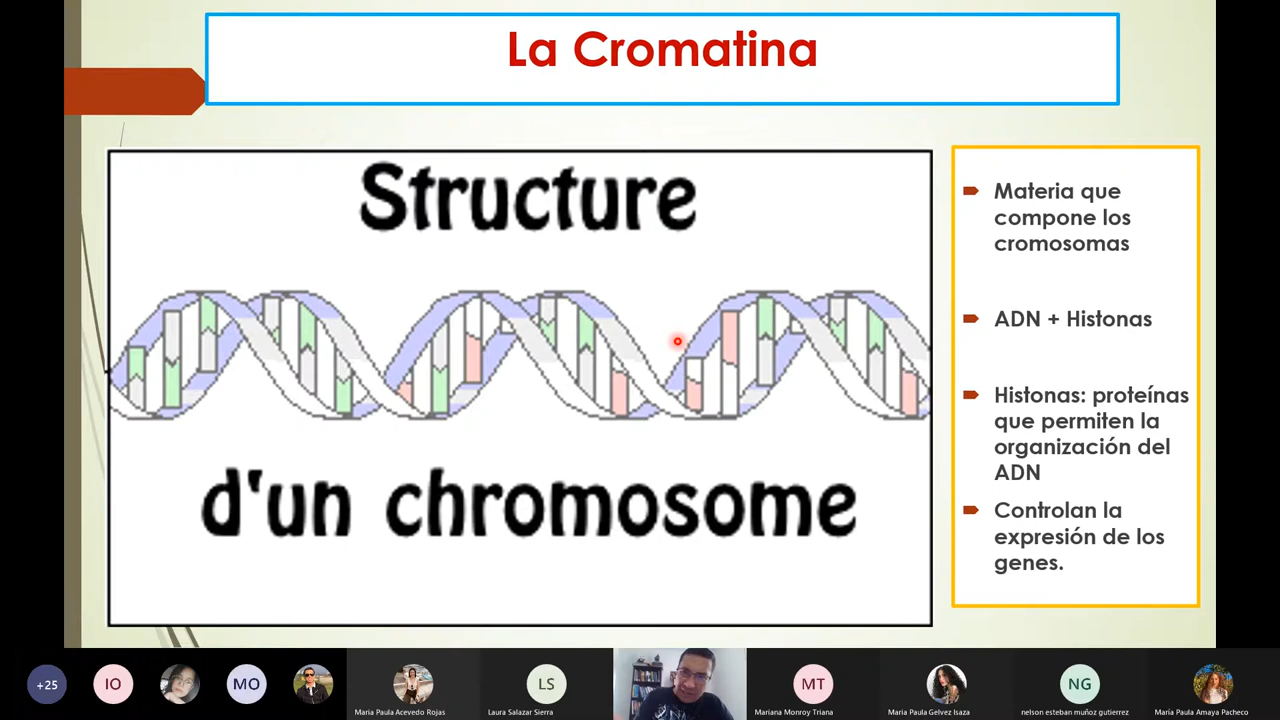 La Cromatina
Structure
d'un chromosome
Materia que
compone los
cromosomas
ADN + Histonas
Histonas: proteínas
que permiten la
organización del
ADN
Controlan la
expresión de los
genes.
+25
IO
MO
LS
MT
NG
Maria Paula Acevedo Rojas
Laura Salazar Sierra
Mariana Monroy Triana
Maria Paula Gelvez Isaza
nelson esteban muñoz gutierrez
María Paula Amaya Pacheco